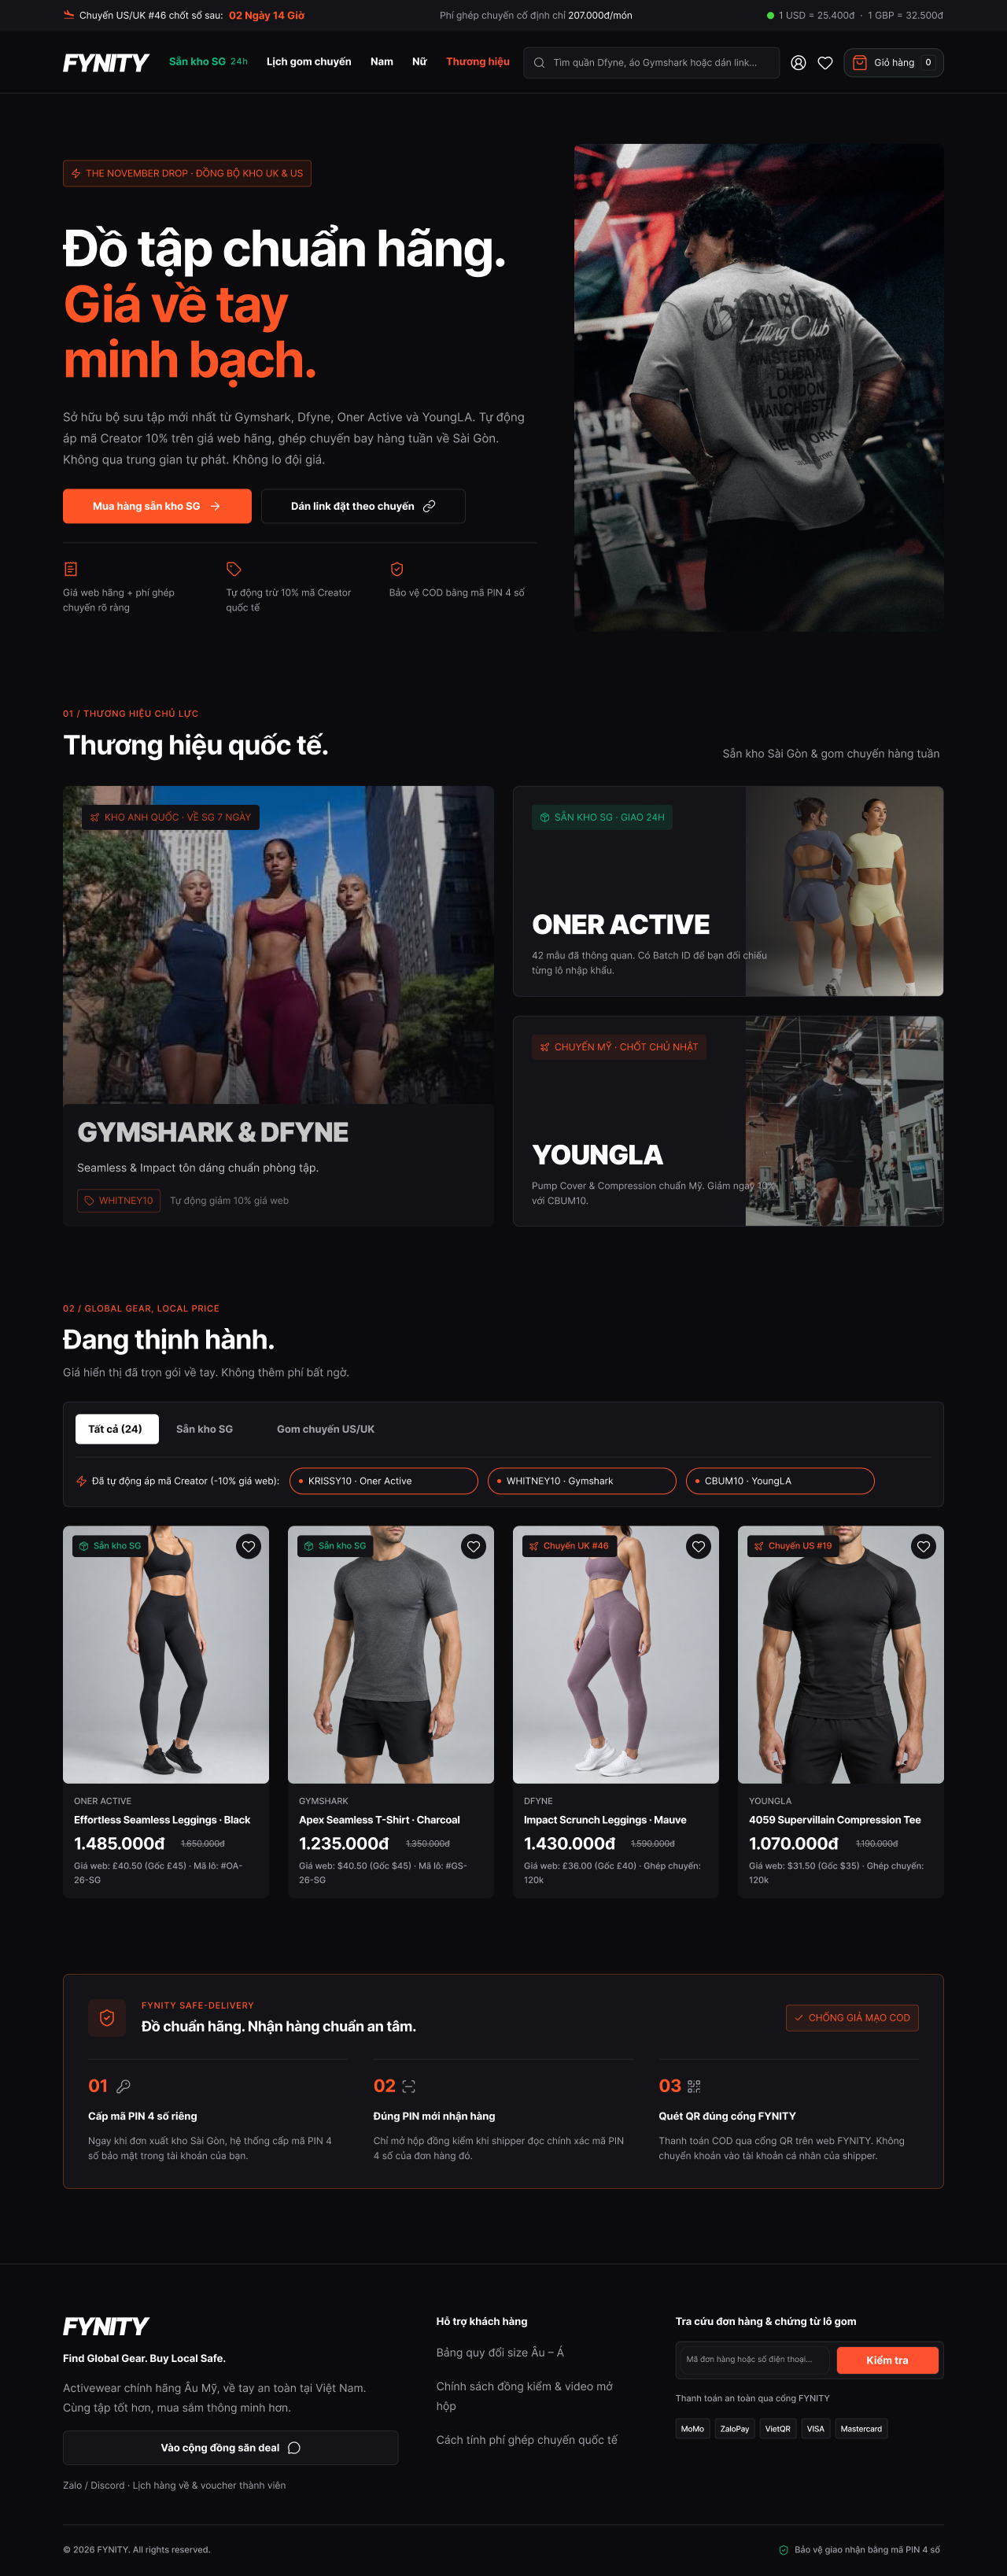 Chuyến US/UK #46 chốt sổ sau: 02 Ngày 14 Giờ
Phí ghép chuyến cố định chỉ 207.000đ/món
1 USD = 25.400đ · 1 GBP = 32.500đ
FYNITY
Sẵn kho SG 24h
Lịch gom chuyến
Nam
Nữ
Thương hiệu
Tìm quần Dfyne, áo Gymshark hoặc dán link...
Giỏ hàng 0
THE NOVEMBER DROP · ĐỒNG BỘ KHO UK & US
Đồ tập chuẩn hãng.
Giá về tay
minh bạch.
Sở hữu bộ sưu tập mới nhất từ Gymshark, Dfyne, Oner Active và YoungLA. Tự động
áp mã Creator 10% trên giá web hãng, ghép chuyến bay hàng tuần về Sài Gòn.
Không qua trung gian tự phát. Không lo đội giá.
Mua hàng sẵn kho SG
Dán link đặt theo chuyến
Giá web hãng + phí ghép
chuyến rõ ràng
Tự động trừ 10% mã Creator
quốc tế
Bảo vệ COD bằng mã PIN 4 số
Gymshark
Lifting Club
AMSTERDAM
DUBAI
LONDON
MANCHESTER
MIAMI
NEW YORK
01 / THƯƠNG HIỆU CHỦ LỰC
Thương hiệu quốc tế.
Sẵn kho Sài Gòn & gom chuyến hàng tuần
KHO ANH QUỐC · VỀ SG 7 NGÀY
GYMSHARK & DFYNE
Seamless & Impact tôn dáng chuẩn phòng tập.
WHITNEY10
Tự động giảm 10% giá web
SẴN KHO SG · GIAO 24H
ONER ACTIVE
42 mẫu đã thông quan. Có Batch ID để bạn đối chiếu
từng lô nhập khẩu.
CHUYẾN MỸ · CHỐT CHỦ NHẬT
YOUNGLA
Pump Cover & Compression chuẩn Mỹ. Giảm ngay 10%
với CBUM10.
02 / GLOBAL GEAR, LOCAL PRICE
Đang thịnh hành.
Giá hiển thị đã trọn gói về tay. Không thêm phí bất ngờ.
Tất cả (24)
Sẵn kho SG
Gom chuyến US/UK
Đã tự động áp mã Creator (-10% giá web):
KRISSY10 · Oner Active
WHITNEY10 · Gymshark
CBUM10 · YoungLA
Sẵn kho SG
Sẵn kho SG
Chuyến UK #46
Chuyến US #19
ONER ACTIVE
Effortless Seamless Leggings · Black
1.485.000đ 1.650.000đ
Giá web: £40.50 (Gốc £45) · Mã lô: #OA-
26-SG
GYMSHARK
Apex Seamless T-Shirt · Charcoal
1.235.000đ 1.350.000đ
Giá web: $40.50 (Gốc $45) · Mã lô: #GS-
26-SG
DFYNE
Impact Scrunch Leggings · Mauve
1.430.000đ 1.590.000đ
Giá web: £36.00 (Gốc £40) · Ghép chuyến:
120k
YOUNGLA
4059 Supervillain Compression Tee
1.070.000đ 1.190.000đ
Giá web: $31.50 (Gốc $35) · Ghép chuyến:
120k
FYNITY SAFE-DELIVERY
Đồ chuẩn hãng. Nhận hàng chuẩn an tâm.
CHỐNG GIẢ MẠO COD
01
Cấp mã PIN 4 số riêng
Ngay khi đơn xuất kho Sài Gòn, hệ thống cấp mã PIN 4
số bảo mật trong tài khoản của bạn.
02
Đúng PIN mới nhận hàng
Chỉ mở hộp đồng kiểm khi shipper đọc chính xác mã PIN
4 số của đơn hàng đó.
03
Quét QR đúng cổng FYNITY
Thanh toán COD qua cổng QR trên web FYNITY. Không
chuyển khoản vào tài khoản cá nhân của shipper.
FYNITY
Find Global Gear. Buy Local Safe.
Activewear chính hãng Âu Mỹ, về tay an toàn tại Việt Nam.
Cùng tập tốt hơn, mua sắm thông minh hơn.
Vào cộng đồng săn deal
Zalo / Discord · Lịch hàng về & voucher thành viên
Hỗ trợ khách hàng
Bảng quy đổi size Âu – Á
Chính sách đồng kiểm & video mở
hộp
Cách tính phí ghép chuyến quốc tế
Tra cứu đơn hàng & chứng từ lô gom
Mã đơn hàng hoặc số điện thoại...
Kiểm tra
Thanh toán an toàn qua cổng FYNITY
MoMo
ZaloPay
VietQR
VISA
Mastercard
© 2026 FYNITY. All rights reserved.
Bảo vệ giao nhận bằng mã PIN 4 số